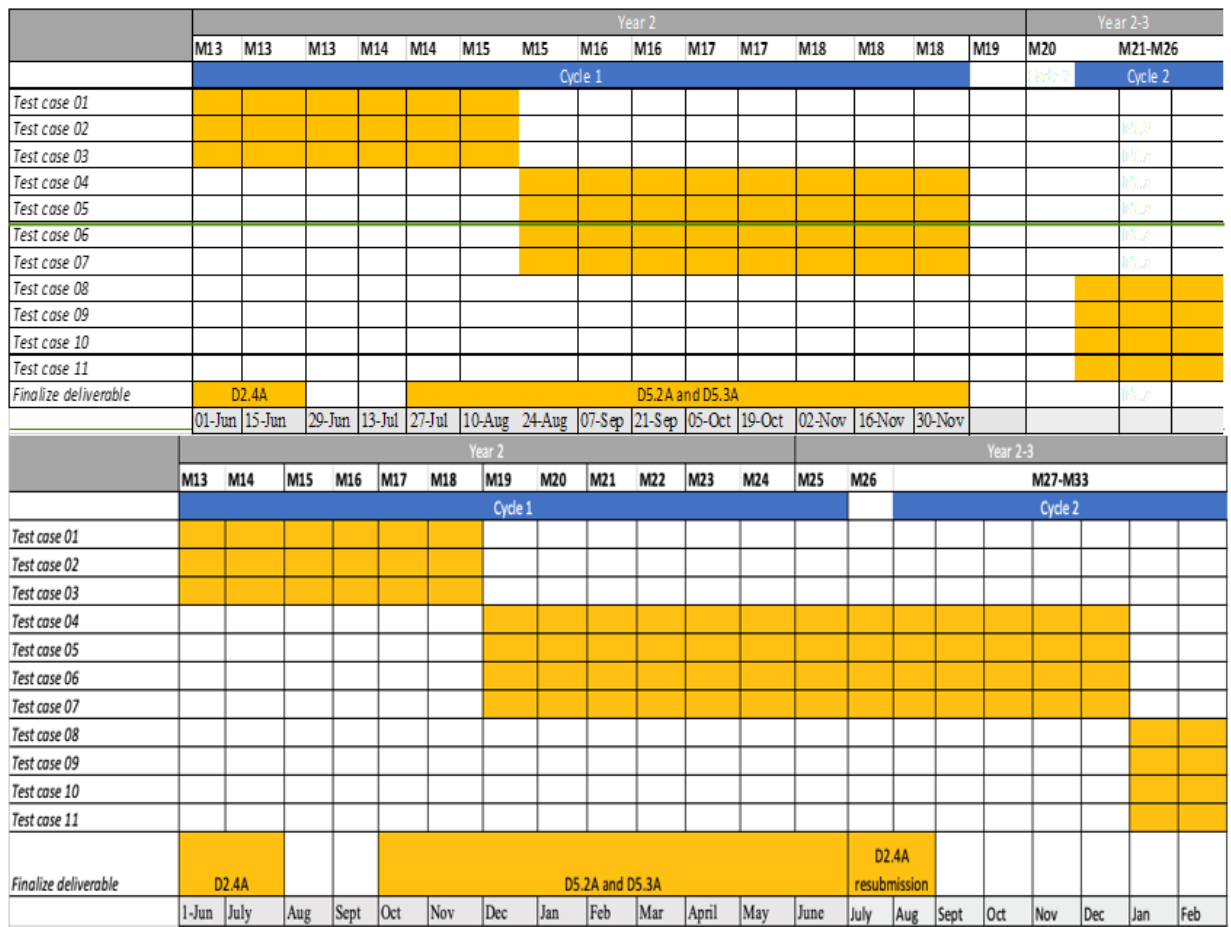 Year 2 Year 2-3
M13 M13 M13 M14 M14 M15 M15 M16 M16 M17 M17 M18 M18 M18 M19 M20 M21-M26
Cycle 1 Cycle 2
Test case 01
Test case 02
Test case 03
Test case 04
Test case 05
Test case 06
Test case 07
Test case 08
Test case 09
Test case 10
Test case 11
Finalize deliverable D2.4A D5.2A and D5.3A
01-Jun 15-Jun 29-Jun 13-Jul 27-Jul 10-Aug 24-Aug 07-Sep 21-Sep 05-Oct 19-Oct 02-Nov 16-Nov 30-Nov
Year 2 Year 2-3
M13 M14 M15 M16 M17 M18 M19 M20 M21 M22 M23 M24 M25 M26 M27-M33
Cycle 1 Cycle 2
Test case 01
Test case 02
Test case 03
Test case 04
Test case 05
Test case 06
Test case 07
Test case 08
Test case 09
Test case 10
Test case 11
D2.4A
Finalize deliverable D2.4A D5.2A and D5.3A resubmission
1-Jun July Aug Sept Oct Nov Dec Jan Feb Mar April May June July Aug Sept Oct Nov Dec Jan Feb